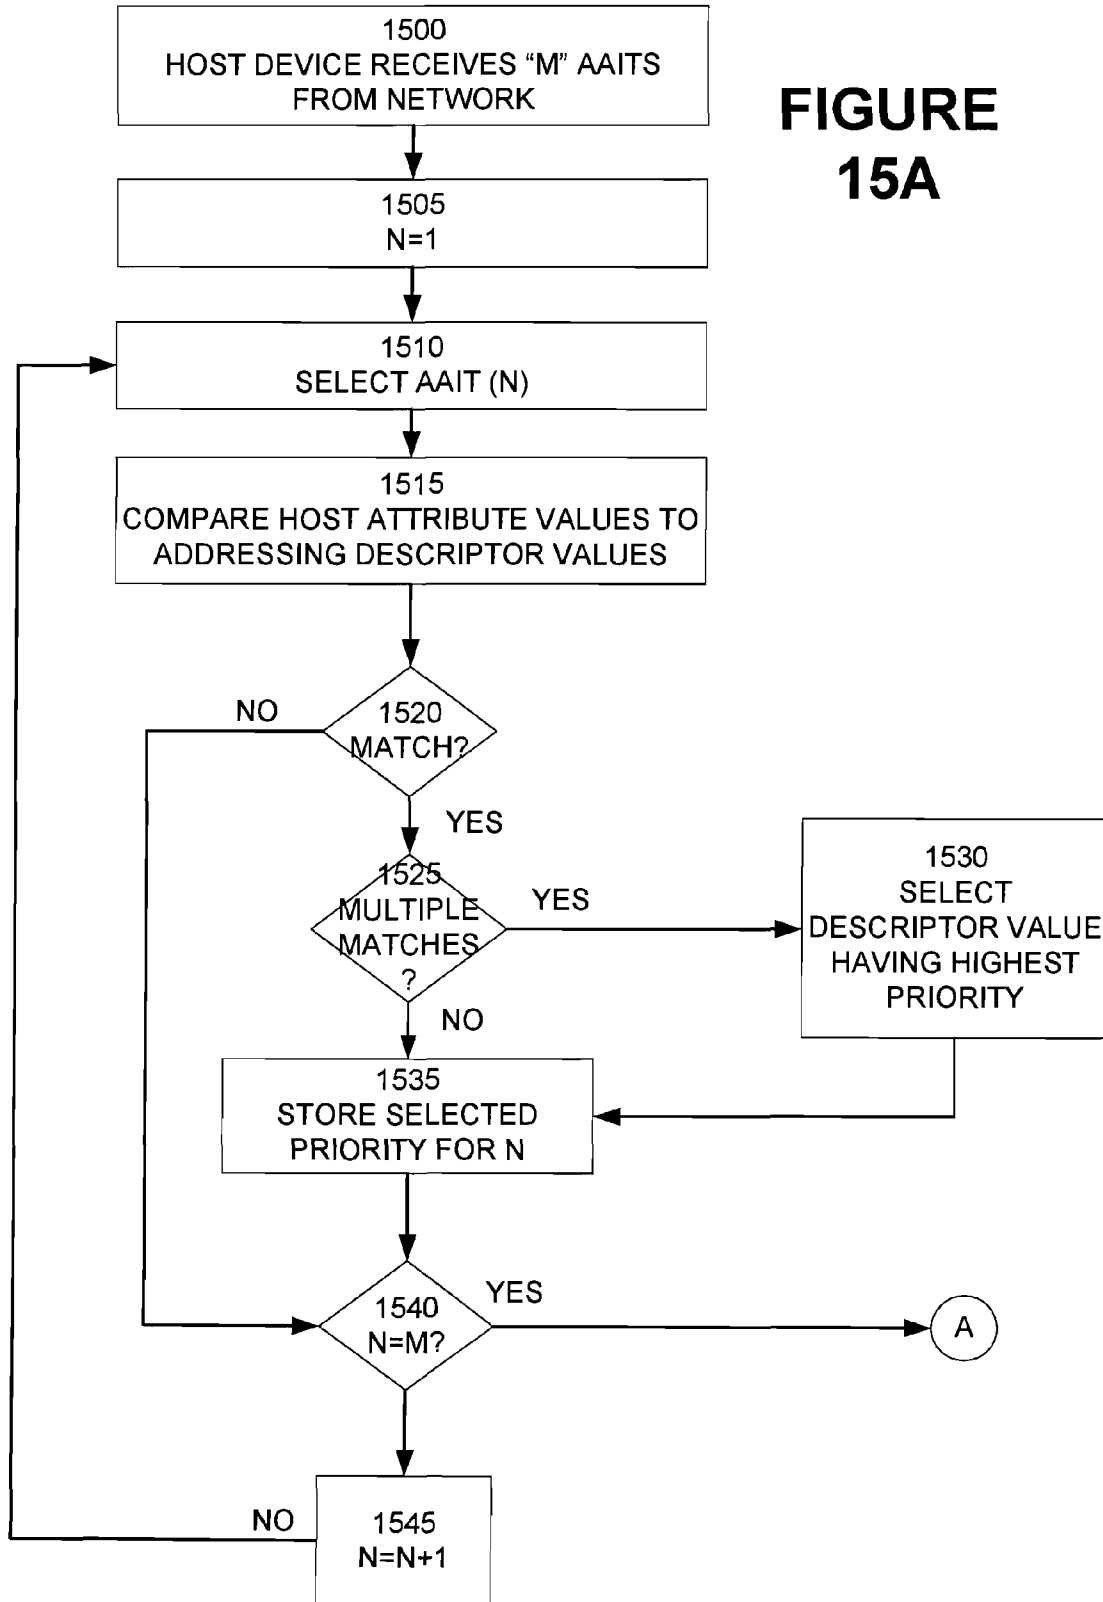 1500
HOST DEVICE RECEIVES “M” AAITS
FROM NETWORK
FIGURE
15A
1505
N=1
1510
SELECT AAIT (N)
1515
COMPARE HOST ATTRIBUTE VALUES TO
ADDRESSING DESCRIPTOR VALUES
NO
1520
MATCH?
YES
1525
MULTIPLE
MATCHES
?
YES
1530
SELECT
DESCRIPTOR VALUE
HAVING HIGHEST
PRIORITY
NO
1535
STORE SELECTED
PRIORITY FOR N
1540
N=M?
YES
A
NO
1545
N=N+1